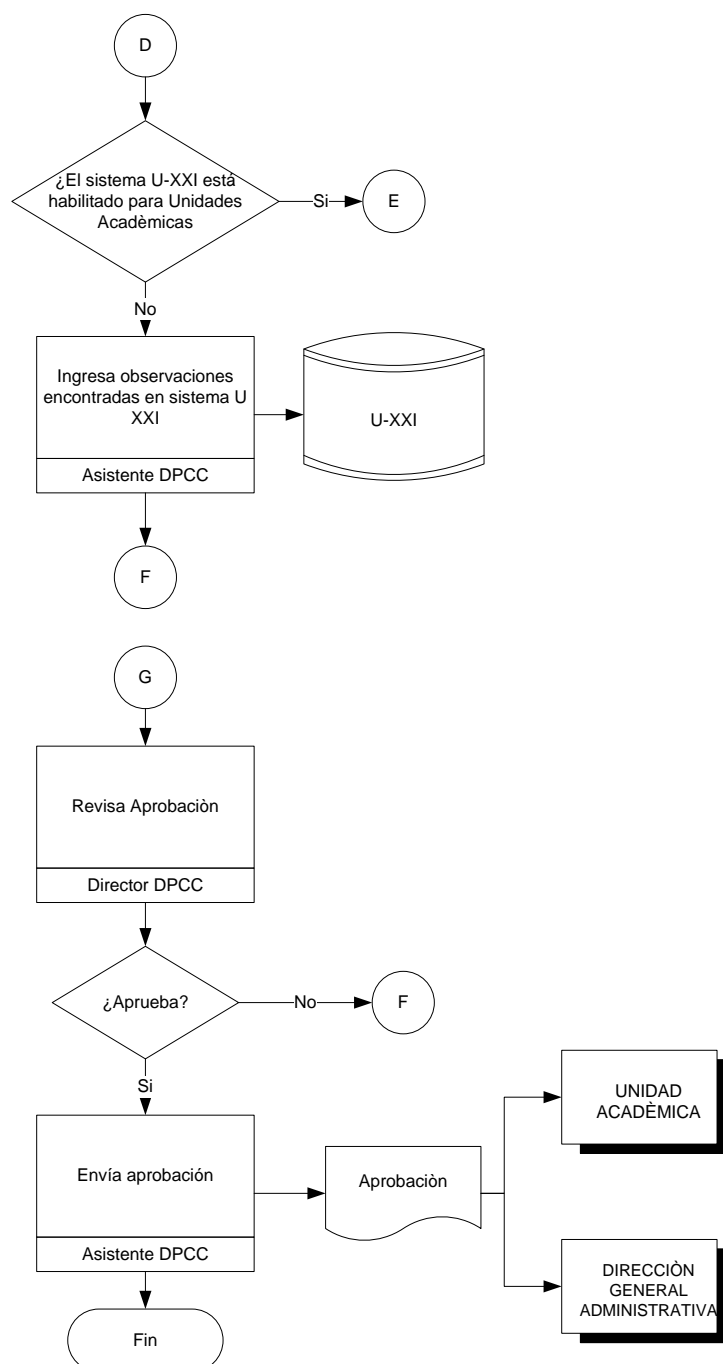 D
¿El sistema U-XXI está
habilitado para Unidades
Acadèmicas
Si
E
No
Ingresa observaciones
encontradas en sistema U
XXI
U-XXI
Asistente DPCC
F
G
Revisa Aprobaciòn
Director DPCC
¿Aprueba?
No
F
Si
UNIDAD
ACADÈMICA
Envía aprobación
Aprobaciòn
Asistente DPCC
DIRECCIÒN
GENERAL
ADMINISTRATIVA
Fin